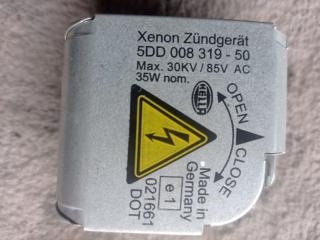 Xenon Zündgerät
5DD 008 319 - 50
Max. 30KV / 85V AC
35W nom.
HELLA
OPEN
CLOSE
Made in
Germany
e 1
021661
DOT